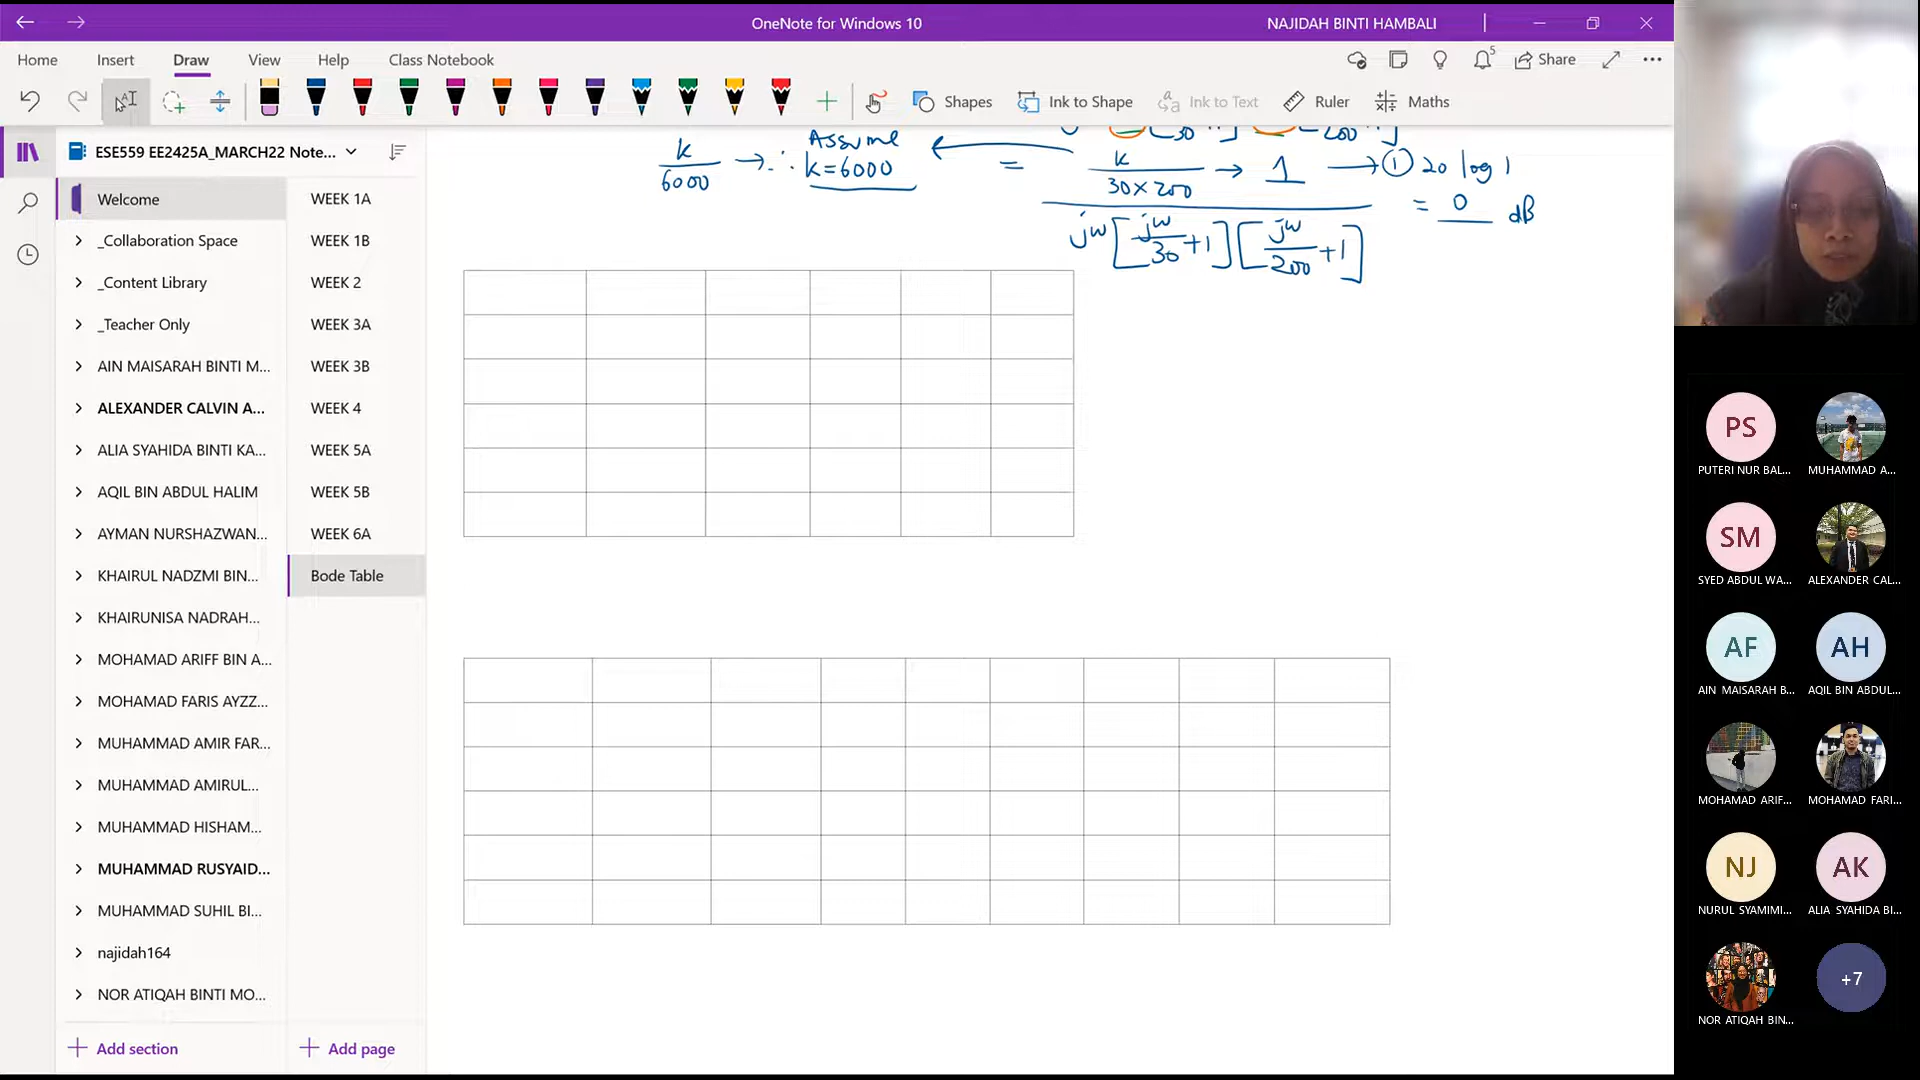 OneNote for Windows 10
NAJIDAH BINTI HAMBALI
Home
Insert
Draw
View
Help
Class Notebook
5
Share
Shapes
Ink to Shape
Ink to Text
Ruler
Maths
ESE559 EE2425A_MARCH22 Note...
Welcome
_Collaboration Space
_Content Library
_Teacher Only
AIN MAISARAH BINTI M...
ALEXANDER CALVIN A...
ALIA SYAHIDA BINTI KA...
AQIL BIN ABDUL HALIM
AYMAN NURSHAZWAN...
KHAIRUL NADZMI BIN...
KHAIRUNISA NADRAH...
MOHAMAD ARIFF BIN A...
MOHAMAD FARIS AYZZ...
MUHAMMAD AMIR FAR...
MUHAMMAD AMIRUL...
MUHAMMAD HISHAM...
MUHAMMAD RUSYAID...
MUHAMMAD SUHIL BI...
najidah164
NOR ATIQAH BINTI MO...
Add section
WEEK 1A
WEEK 1B
WEEK 2
WEEK 3A
WEEK 3B
WEEK 4
WEEK 5A
WEEK 5B
WEEK 6A
Bode Table
Add page
30
200
Assume
k/6000 → ∴ k=6000
= k/30×200 → 1 → ① 20 log 1
= 0 dB
jw[jw/30+1][jw/200+1]
PS
PUTERI NUR BAL...
MUHAMMAD A...
SM
SYED ABDUL WA...
ALEXANDER CAL...
AF
AIN MAISARAH B...
AH
AQIL BIN ABDUL...
MOHAMAD ARIF...
MOHAMAD FARI...
NJ
NURUL SYAMIMI...
AK
ALIA SYAHIDA BI...
NOR ATIQAH BIN...
+7